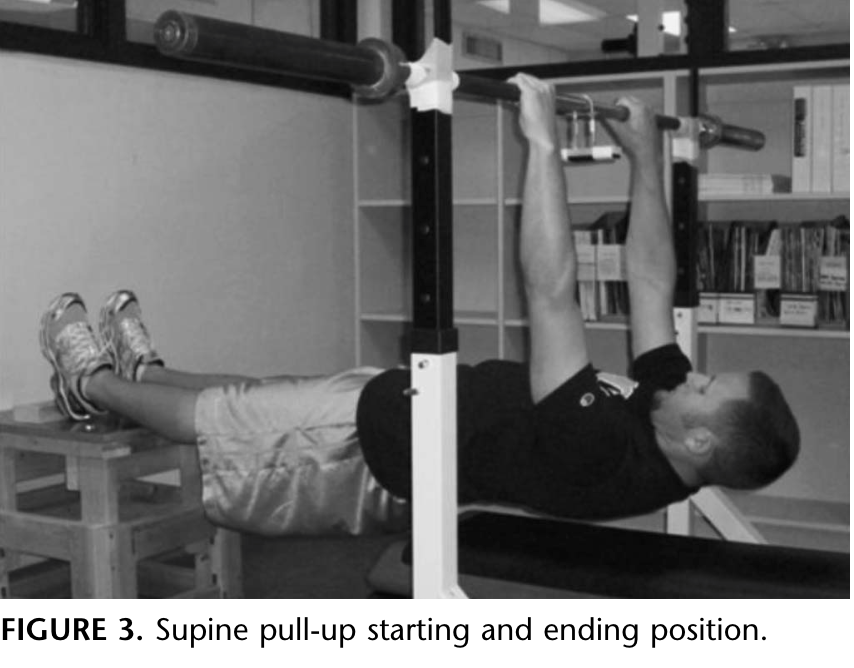 FIGURE 3. Supine pull-up starting and ending position.